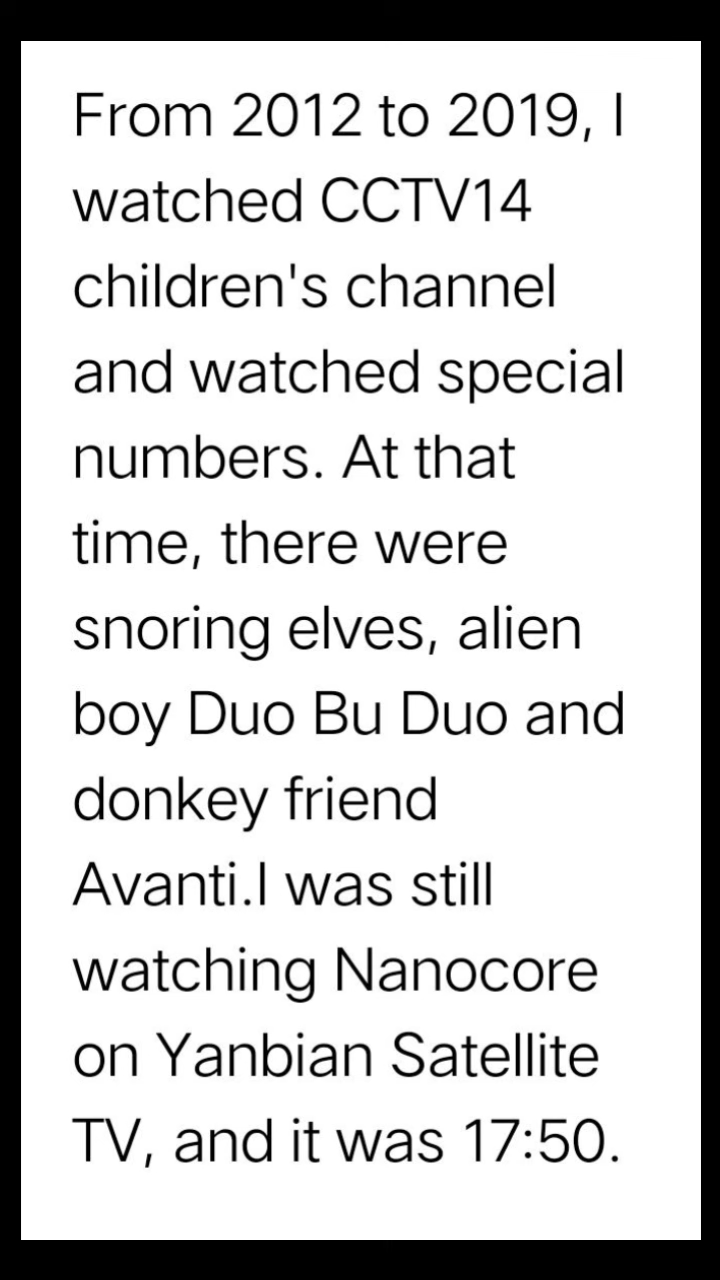 From 2012 to 2019, I
watched CCTV14
children's channel
and watched special
numbers. At that
time, there were
snoring elves, alien
boy Duo Bu Duo and
donkey friend
Avanti.I was still
watching Nanocore
on Yanbian Satellite
TV, and it was 17:50.